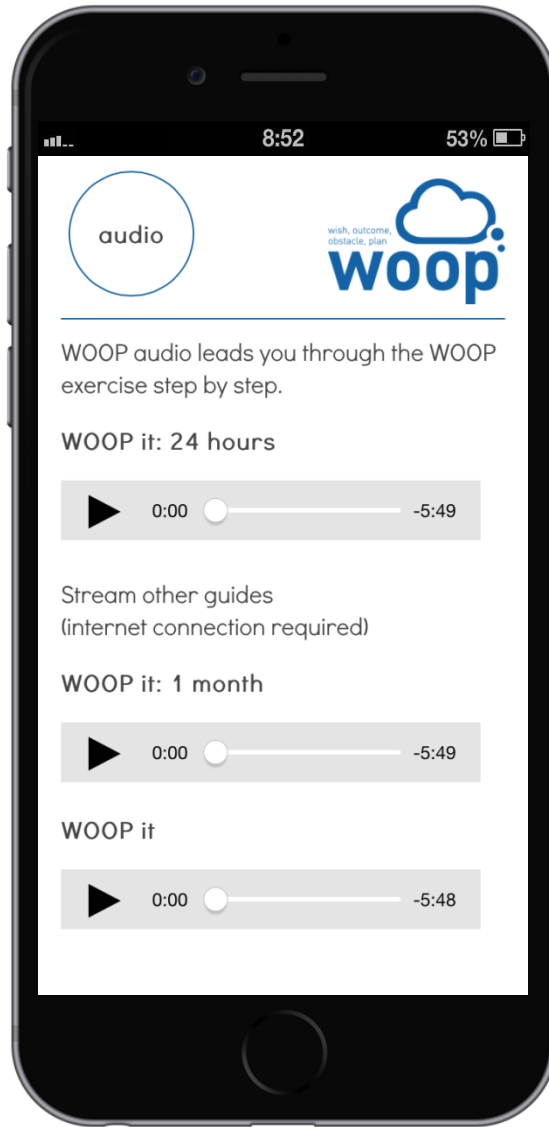 8:52
53%
audio
wish, outcome,
obstacle, plan
woop
WOOP audio leads you through the WOOP
exercise step by step.
WOOP it: 24 hours
0:00 -5:49
Stream other guides
(internet connection required)
WOOP it: 1 month
0:00 -5:49
WOOP it
0:00 -5:48